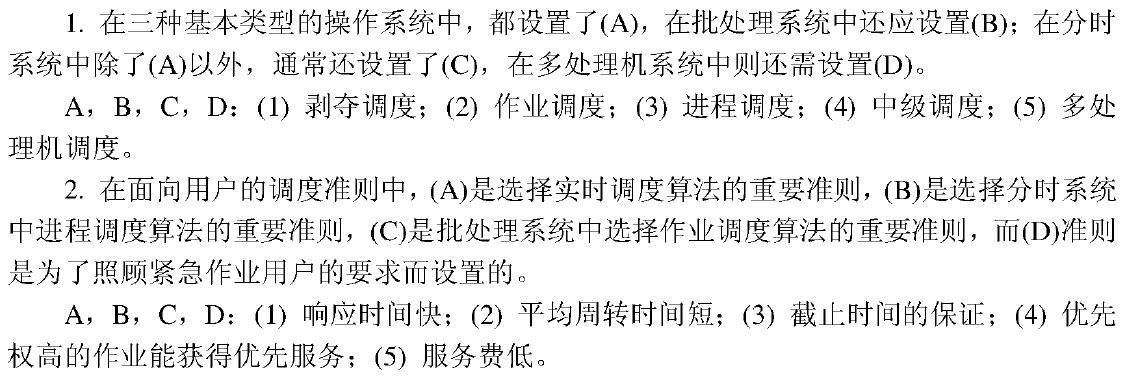 1. 在三种基本类型的操作系统中，都设置了(A)，在批处理系统中还应设置(B)；在分时
系统中除了(A)以外，通常还设置了(C)，在多处理机系统中则还需设置(D)。
A，B，C，D：(1) 剥夺调度；(2) 作业调度；(3) 进程调度；(4) 中级调度；(5) 多处
理机调度。
2. 在面向用户的调度准则中，(A)是选择实时调度算法的重要准则，(B)是选择分时系统
中进程调度算法的重要准则，(C)是批处理系统中选择作业调度算法的重要准则，而(D)准则
是为了照顾紧急作业用户的要求而设置的。
A，B，C，D：(1) 响应时间快；(2) 平均周转时间短；(3) 截止时间的保证；(4) 优先
权高的作业能获得优先服务；(5) 服务费低。